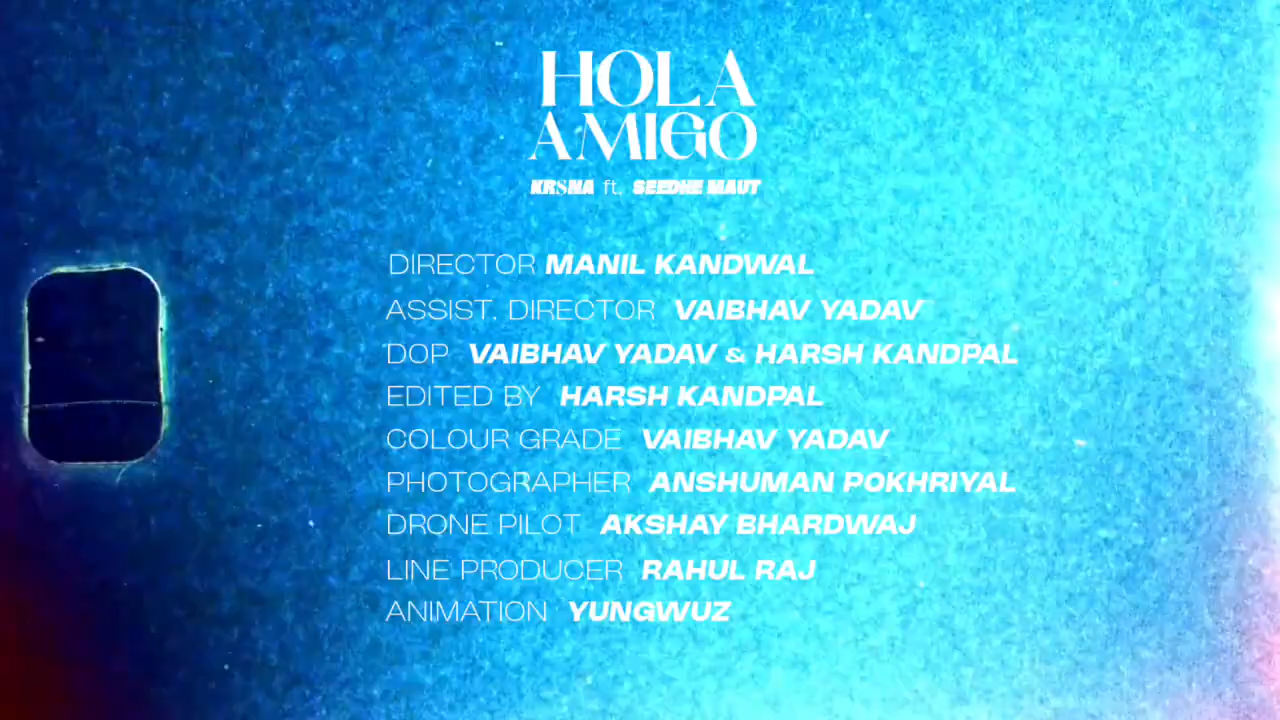 HOLA
AMIGO
KR$NA ft. SEEDHE MAUT
DIRECTOR MANIL KANDWAL
ASSIST. DIRECTOR VAIBHAV YADAV
DOP VAIBHAV YADAV & HARSH KANDPAL
EDITED BY HARSH KANDPAL
COLOUR GRADE VAIBHAV YADAV
PHOTOGRAPHER ANSHUMAN POKHRIYAL
DRONE PILOT AKSHAY BHARDWAJ
LINE PRODUCER RAHUL RAJ
ANIMATION YUNGWUZ